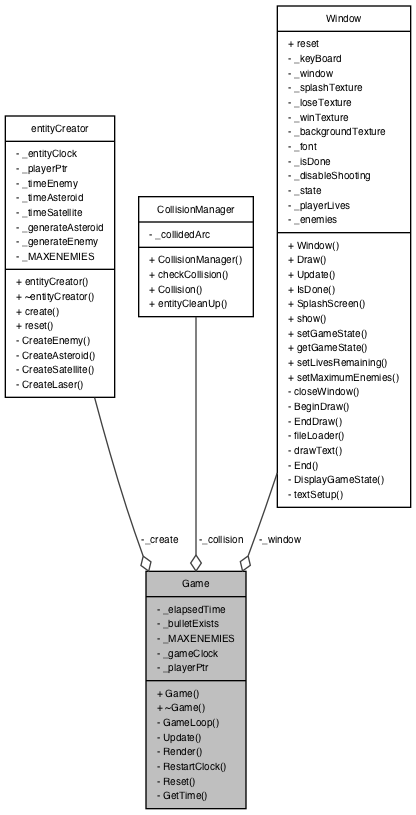 Window
+ reset
- _keyBoard
- _window
- _splashTexture
- _loseTexture
- _winTexture
- _backgroundTexture
- _font
- _isDone
- _disableShooting
- _state
- _playerLives
- _enemies
+ Window()
+ Draw()
+ Update()
+ IsDone()
+ SplashScreen()
+ show()
+ setGameState()
+ getGameState()
+ setLivesRemaining()
+ setMaximumEnemies()
- closeWindow()
- BeginDraw()
- EndDraw()
- fileLoader()
- drawText()
- End()
- DisplayGameState()
- textSetup()
entityCreator
- _entityClock
- _playerPtr
- _timeEnemy
- _timeAsteroid
- _timeSatellite
- _generateAsteroid
- _generateEnemy
- _MAXENEMIES
+ entityCreator()
+ ~entityCreator()
+ create()
+ reset()
- CreateEnemy()
- CreateAsteroid()
- CreateSatellite()
- CreateLaser()
CollisionManager
- _collidedArc
+ CollisionManager()
+ checkCollision()
+ Collision()
+ entityCleanUp()
-_create
-_collision
-_window
Game
- _elapsedTime
- _bulletExists
- _MAXENEMIES
- _gameClock
- _playerPtr
+ Game()
+ ~Game()
- GameLoop()
- Update()
- Render()
- RestartClock()
- Reset()
- GetTime()